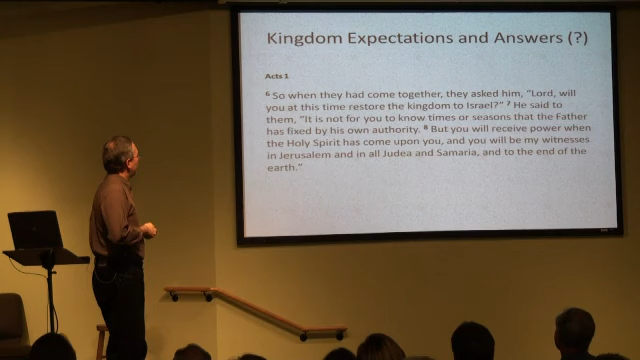 Kingdom Expectations and Answers (?)
Acts 1
6 So when they had come together, they asked him, “Lord, will
you at this time restore the kingdom to Israel?” 7 He said to
them, “It is not for you to know times or seasons that the Father
has fixed by his own authority. 8 But you will receive power when
the Holy Spirit has come upon you, and you will be my witnesses
in Jerusalem and in all Judea and Samaria, and to the end of the
earth.”